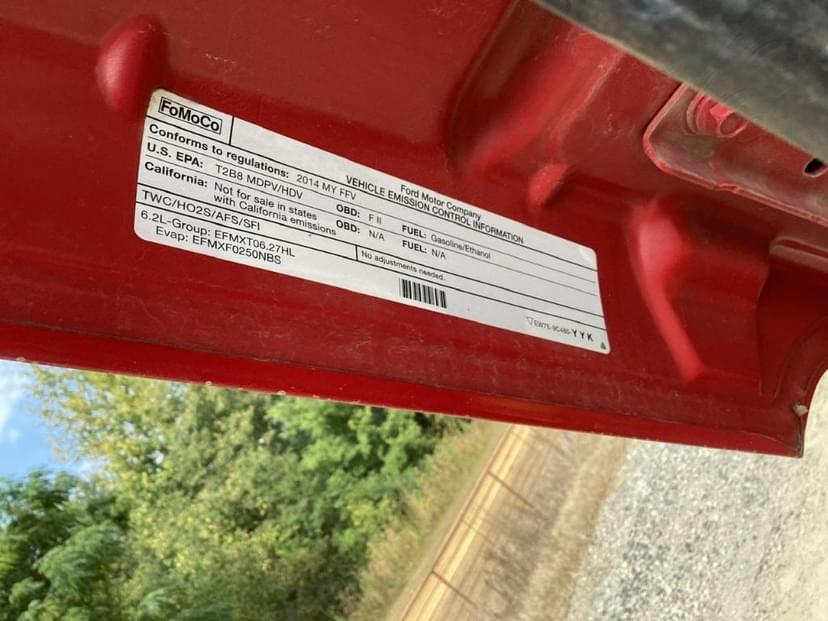 FoMoCo
Ford Motor Company
VEHICLE EMISSION CONTROL INFORMATION
Conforms to regulations: 2014 MY FFV
U.S. EPA: T2B8 MDPV/HDV OBD: F II FUEL: Gasoline/Ethanol
California: Not for sale in states with California emissions OBD: N/A FUEL: N/A
TWC/HO2S/AFS/SFI
No adjustments needed.
6.2L-Group: EFMXT06.27HL
Evap: EFMXF0250NBS
EW7E-9C485-YYK